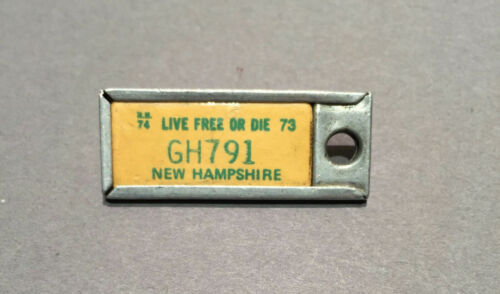 N.H.
74 LIVE FREE OR DIE 73
GH791
NEW HAMPSHIRE